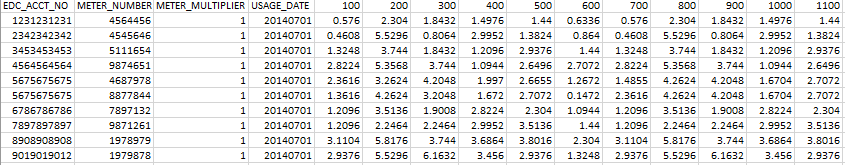 EDC_ACCT_NO METER_NUMBER METER_MULTIPLIER USAGE_DATE 100 200 300 400 500 600 700 800 900 1000 1100
1231231231 4564456 1 20140701 0.576 2.304 1.8432 1.4976 1.44 0.6336 0.576 2.304 1.8432 1.4976 1.44
2342342342 4545646 1 20140701 0.4608 5.5296 0.8064 2.9952 1.3824 0.864 0.4608 5.5296 0.8064 2.9952 1.3824
3453453453 5111654 1 20140701 1.3248 3.744 1.8432 1.2096 2.9376 1.44 1.3248 3.744 1.8432 1.2096 2.9376
4564564564 9874651 1 20140701 2.8224 5.3568 3.744 1.0944 2.6496 2.7072 2.8224 5.3568 3.744 1.0944 2.6496
5675675675 4687978 1 20140701 2.3616 3.2624 4.2048 1.997 2.6655 1.2672 1.4855 4.2624 4.2048 1.6704 2.7072
5675675675 8877844 1 20140701 1.3616 4.2624 3.2048 1.672 2.7072 0.1472 2.3616 4.2624 4.2048 1.6704 2.7072
6786786786 7897132 1 20140701 1.2096 3.5136 1.9008 2.8224 2.304 1.0944 1.2096 3.5136 1.9008 2.8224 2.304
7897897897 9871261 1 20140701 1.2096 2.2464 2.2464 2.9952 3.5136 1.44 1.2096 2.2464 2.2464 2.9952 3.5136
8908908908 1978979 1 20140701 3.1104 5.8176 3.744 3.6864 3.8016 2.304 3.1104 5.8176 3.744 3.6864 3.8016
9019019012 1979878 1 20140701 2.9376 5.5296 6.1632 3.456 2.9376 1.3248 2.9376 5.5296 6.1632 3.456 2.9376